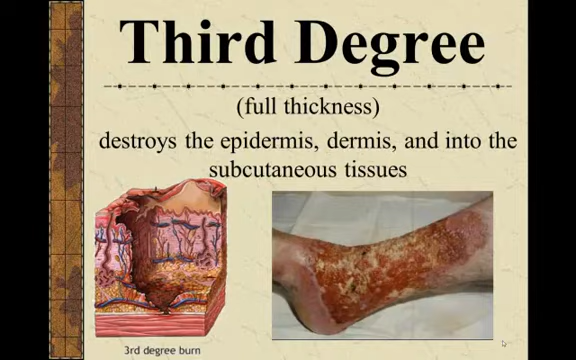 Third Degree
(full thickness)
destroys the epidermis, dermis, and into the
subcutaneous tissues
3rd degree burn